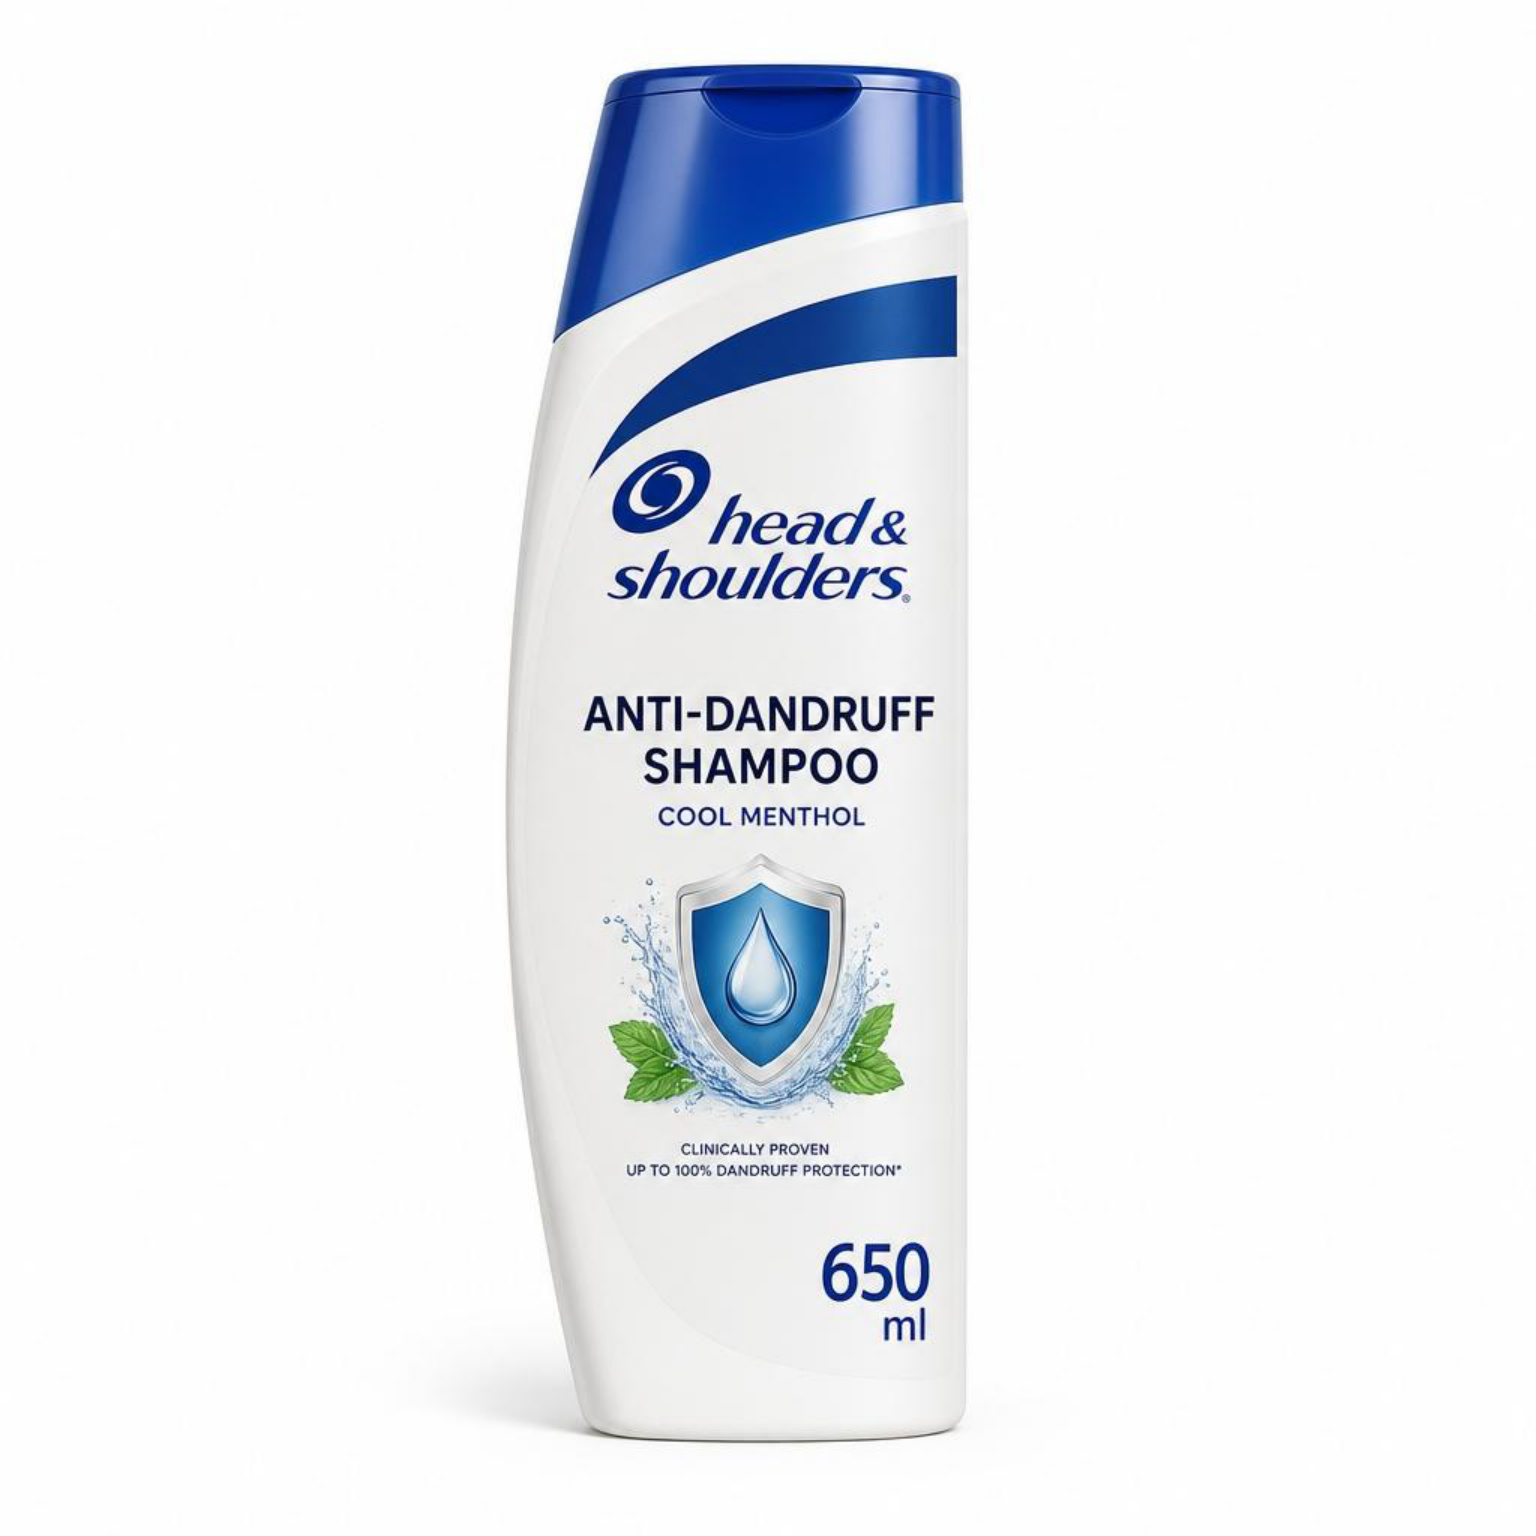 head &
shoulders®
ANTI-DANDRUFF
SHAMPOO
COOL MENTHOL
CLINICALLY PROVEN
UP TO 100% DANDRUFF PROTECTION*
650
ml